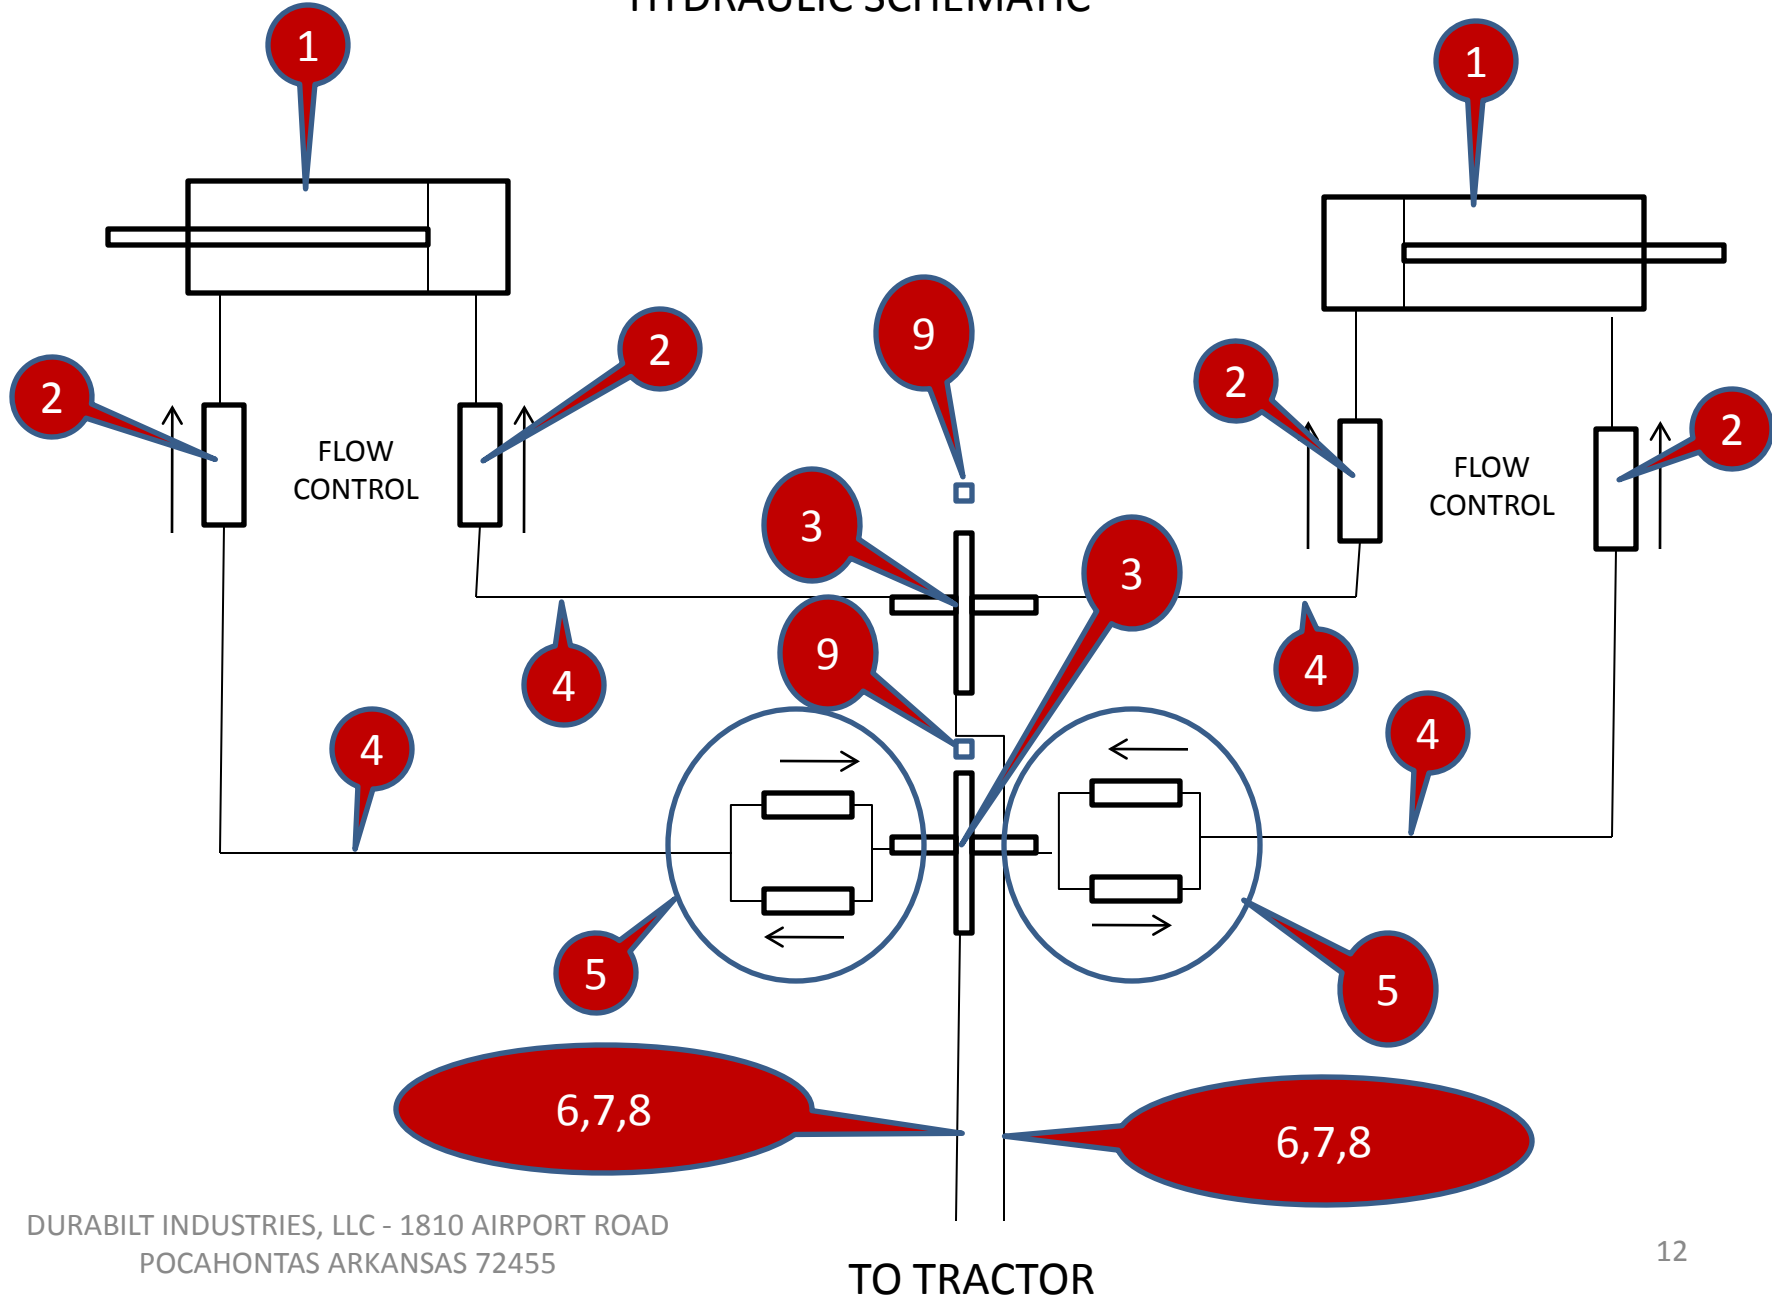 HYDRAULIC SCHEMATIC
1
1
9
2
2
2
2
FLOW
CONTROL
FLOW
CONTROL
3
3
9
4
4
4
4
5
5
6,7,8
6,7,8
DURABILT INDUSTRIES, LLC - 1810 AIRPORT ROAD
POCAHONTAS ARKANSAS 72455
12
TO TRACTOR